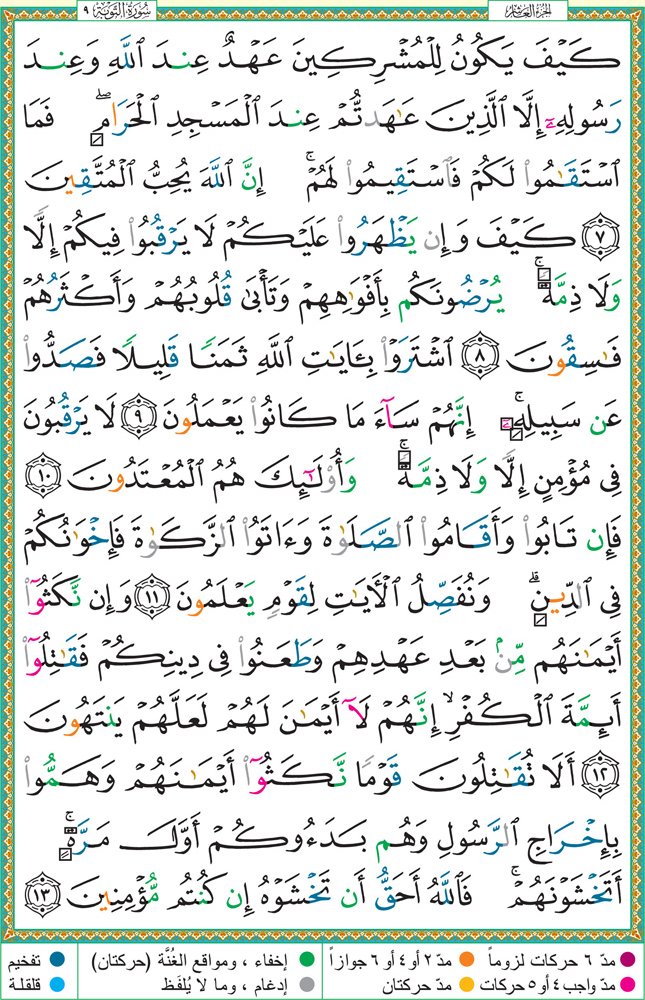 الجزء العاشر
سورة التوبة ٩
كَيْفَ يَكُونُ لِلْمُشْرِكِينَ عَهْدٌ عِندَ ٱللَّهِ وَعِندَ
رَسُولِهِۦٓ إِلَّا ٱلَّذِينَ عَٰهَدتُّمْ عِندَ ٱلْمَسْجِدِ ٱلْحَرَامِ ۖ فَمَا
ٱسْتَقَٰمُوا۟ لَكُمْ فَٱسْتَقِيمُوا۟ لَهُمْ ۚ إِنَّ ٱللَّهَ يُحِبُّ ٱلْمُتَّقِينَ
٧ كَيْفَ وَإِن يَظْهَرُوا۟ عَلَيْكُمْ لَا يَرْقُبُوا۟ فِيكُمْ إِلًّا
وَلَا ذِمَّةً ۚ يُرْضُونَكُم بِأَفْوَٰهِهِمْ وَتَأْبَىٰ قُلُوبُهُمْ وَأَكْثَرُهُمْ
فَٰسِقُونَ ٨ ٱشْتَرَوْا۟ بِـَٔايَٰتِ ٱللَّهِ ثَمَنًا قَلِيلًا فَصَدُّوا۟
عَن سَبِيلِهِۦٓ ۚ إِنَّهُمْ سَآءَ مَا كَانُوا۟ يَعْمَلُونَ ٩ لَا يَرْقُبُونَ
فِى مُؤْمِنٍ إِلًّا وَلَا ذِمَّةً ۚ وَأُو۟لَٰٓئِكَ هُمُ ٱلْمُعْتَدُونَ ١٠
فَإِن تَابُوا۟ وَأَقَامُوا۟ ٱلصَّلَوٰةَ وَءَاتَوُا۟ ٱلزَّكَوٰةَ فَإِخْوَٰنُكُمْ
فِى ٱلدِّينِ ۗ وَنُفَصِّلُ ٱلْـَٔايَٰتِ لِقَوْمٍ يَعْلَمُونَ ١١ وَإِن نَّكَثُوٓا۟
أَيْمَٰنَهُم مِّنۢ بَعْدِ عَهْدِهِمْ وَطَعَنُوا۟ فِى دِينِكُمْ فَقَٰتِلُوٓا۟
أَئِمَّةَ ٱلْكُفْرِ ۙ إِنَّهُمْ لَآ أَيْمَٰنَ لَهُمْ لَعَلَّهُمْ يَنتَهُونَ
١٢ أَلَا تُقَٰتِلُونَ قَوْمًا نَّكَثُوٓا۟ أَيْمَٰنَهُمْ وَهَمُّوا۟
بِإِخْرَاجِ ٱلرَّسُولِ وَهُم بَدَءُوكُمْ أَوَّلَ مَرَّةٍ ۚ
أَتَخْشَوْنَهُمْ ۚ فَٱللَّهُ أَحَقُّ أَن تَخْشَوْهُ إِن كُنتُم مُّؤْمِنِينَ ١٣
مدّ ٦ حركات لزوماً مدّ ٢ أو ٤ أو ٦ جوازاً إخفاء ، ومواقع الغُنَّة (حركتان) تفخيم
مدّ واجب ٤ أو ٥ حركات مدّ حركتان إدغام ، وما لا يُلفَظ قلقلة